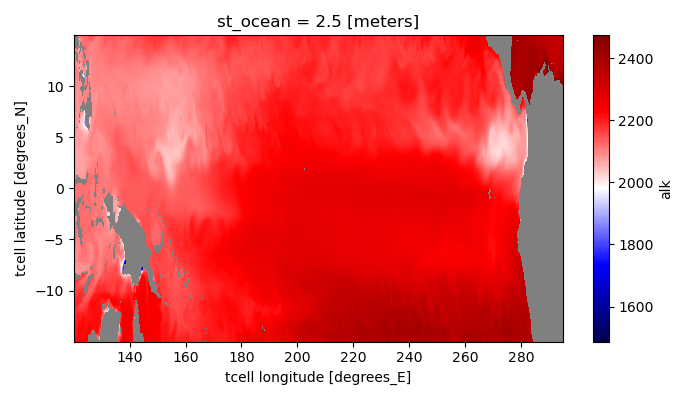 st_ocean = 2.5 [meters]
tcell latitude [degrees_N]
10
5
0
−5
−10
140 160 180 200 220 240 260 280
tcell longitude [degrees_E]
2400
2200
2000
1800
1600
alk